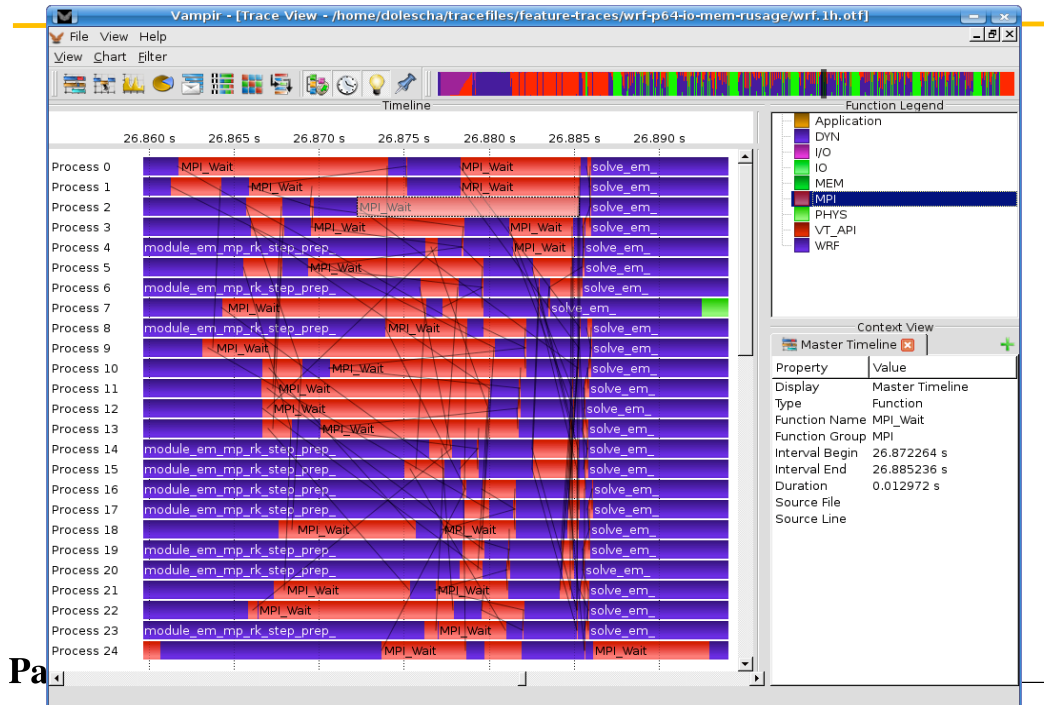 Vampir - [Trace View - /home/dolescha/tracefiles/feature-traces/wrf-p64-io-mem-rusage/wrf.1h.otf]
File View Help
View Chart Filter
Timeline
26.860 s 26.865 s 26.870 s 26.875 s 26.880 s 26.885 s 26.890 s
Process 0 MPI_Wait MPI_Wait solve_em_
Process 1 MPI_Wait MPI_Wait solve_em_
Process 2 MPI_Wait solve_em_
Process 3 MPI_Wait MPI_Wait solve_em_
Process 4 module_em_mp_rk_step_prep_ MPI_Wait solve_em_
Process 5 MPI_Wait solve_em_
Process 6 module_em_mp_rk_step_prep_ solve_em_
Process 7 MPI_Wait solve_em_
Process 8 module_em_mp_rk_step_prep_ MPI_Wait solve_em_
Process 9 MPI_Wait solve_em_
Process 10 MPI_Wait solve_em_
Process 11 MPI_Wait solve_em_
Process 12 MPI_Wait solve_em_
Process 13 MPI_Wait solve_em_
Process 14 module_em_mp_rk_step_prep_ solve_em_
Process 15 module_em_mp_rk_step_prep_ solve_em_
Process 16 module_em_mp_rk_step_prep_ solve_em_
Process 17 module_em_mp_rk_step_prep_ solve_em_
Process 18 MPI_Wait MPI_Wait solve_em_
Process 19 module_em_mp_rk_step_prep_ solve_em_
Process 20 module_em_mp_rk_step_prep_ solve_em_
Process 21 MPI_Wait MPI_Wait solve_em_
Process 22 MPI_Wait solve_em_
Process 23 module_em_mp_rk_step_prep_ MPI_Wait solve_em_
Process 24 MPI_Wait MPI_Wait
Function Legend
Application
DYN
I/O
IO
MEM
MPI
PHYS
VT_API
WRF
Context View
Master Timeline
Property Value
Display Master Timeline
Type Function
Function Name MPI_Wait
Function Group MPI
Interval Begin 26.872264 s
Interval End 26.885236 s
Duration 0.012972 s
Source File
Source Line
Pa